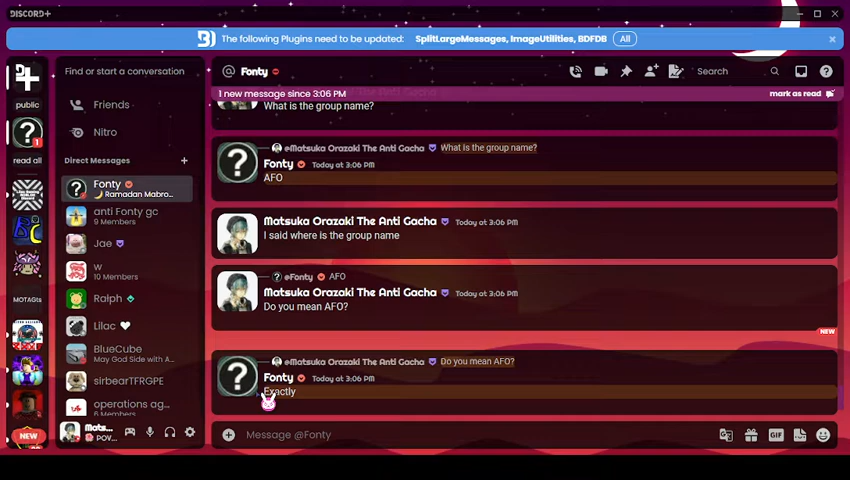 DISCORD+
The following Plugins need to be updated: SplitLargeMessages, ImageUtilities, BDFDB All
Find or start a conversation
@ Fonty
Search
public
Friends
1 new message since 3:06 PM
mark as read
What is the group name?
1
Nitro
@Matsuka Orazaki The Anti Gacha What is the group name?
read all
Direct Messages
Fonty Today at 3:06 PM
AFO
Fonty
Ramadan Mabro...
anti Fonty gc
9 Members
Matsuka Orazaki The Anti Gacha Today at 3:06 PM
I said where is the group name
Jae
w
10 Members
@Fonty AFO
Matsuka Orazaki The Anti Gacha Today at 3:06 PM
Do you mean AFO?
MOTAGts
Ralph
Lilac
NEW
BlueCube
May God Side with A...
@Matsuka Orazaki The Anti Gacha Do you mean AFO?
Fonty Today at 3:06 PM
Exactly
sirbearTFRGPE
operations ag...
6 Members
NEW
Mats...
POV...
Message @Fonty
GIF